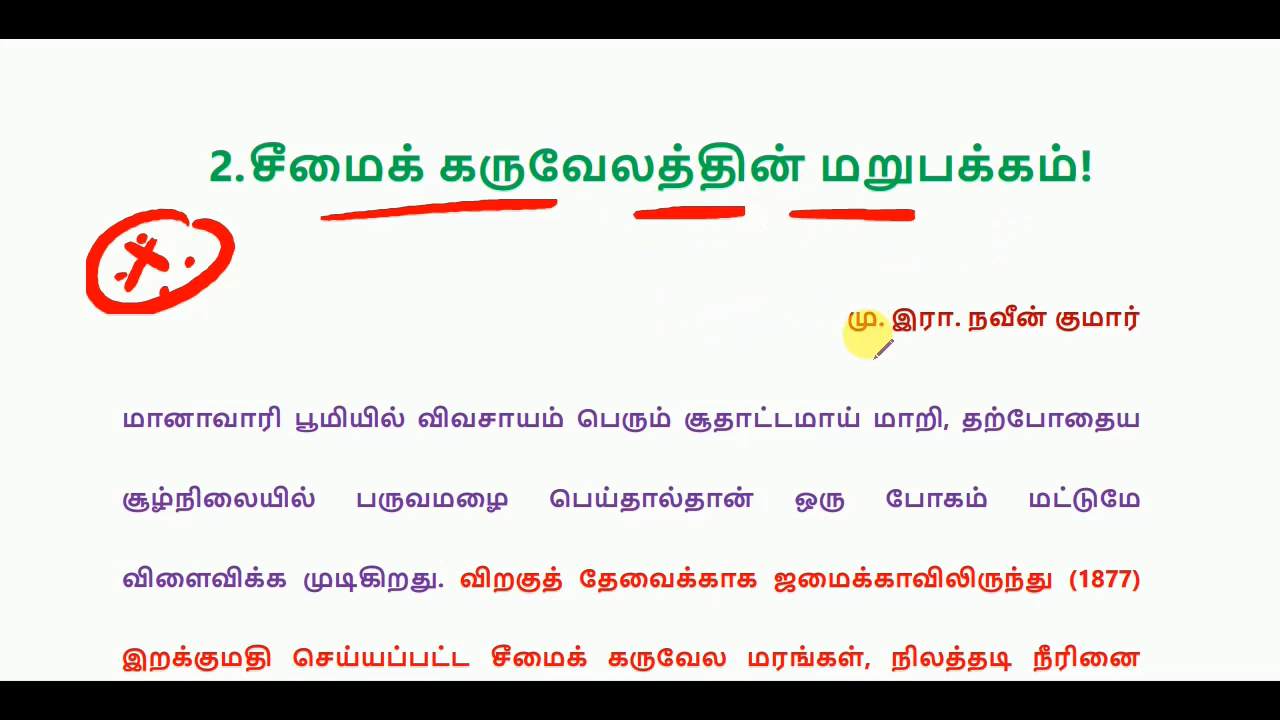 2.சீமைக் கருவேலத்தின் மறுபக்கம்!
மு. இரா. நவீன் குமார்
மானாவாரி பூமியில் விவசாயம் பெரும் சூதாட்டமாய் மாறி, தற்போதைய
சூழ்நிலையில் பருவமழை பெய்தால்தான் ஒரு போகம் மட்டுமே
விளைவிக்க முடிகிறது. விறகுத் தேவைக்காக ஜமைக்காவிலிருந்து (1877)
இறக்குமதி செய்யப்பட்ட சீமைக் கருவேல மரங்கள், நிலத்தடி நீரினை